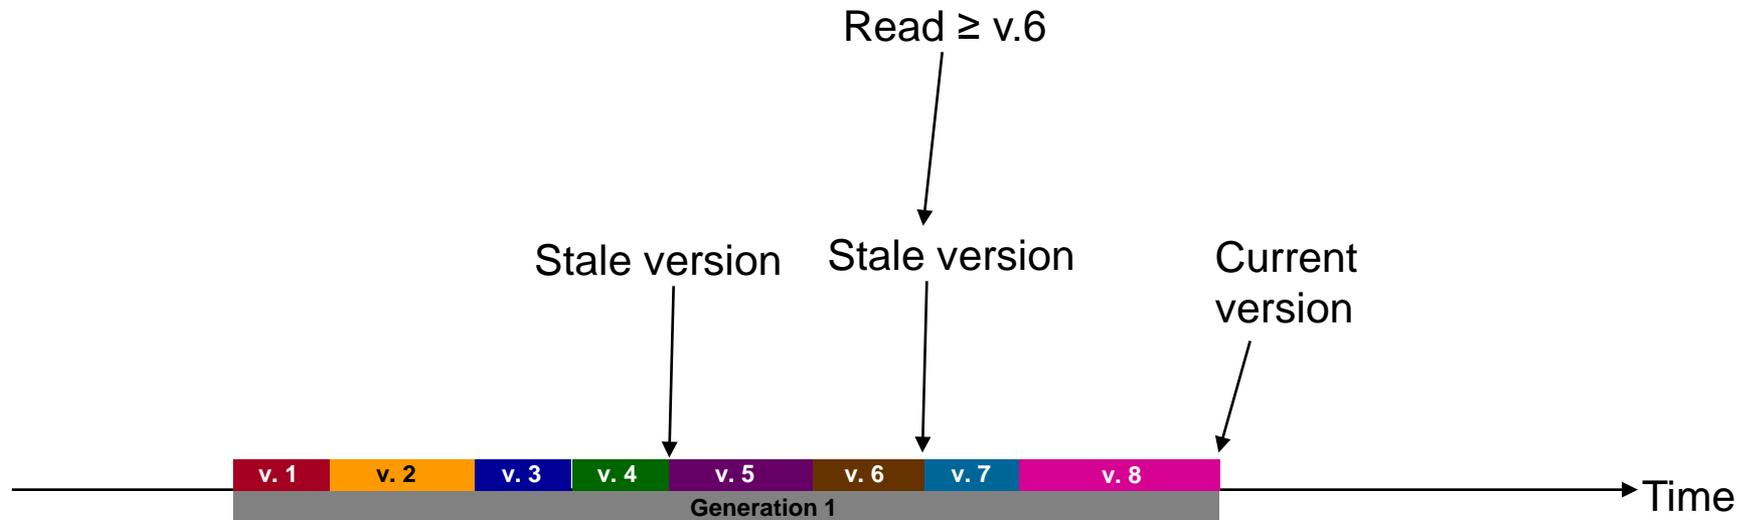 Read ≥ v.6
Stale version
Stale version
Current
version
v. 1
v. 2
v. 3
v. 4
v. 5
v. 6
v. 7
v. 8
Generation 1
Time